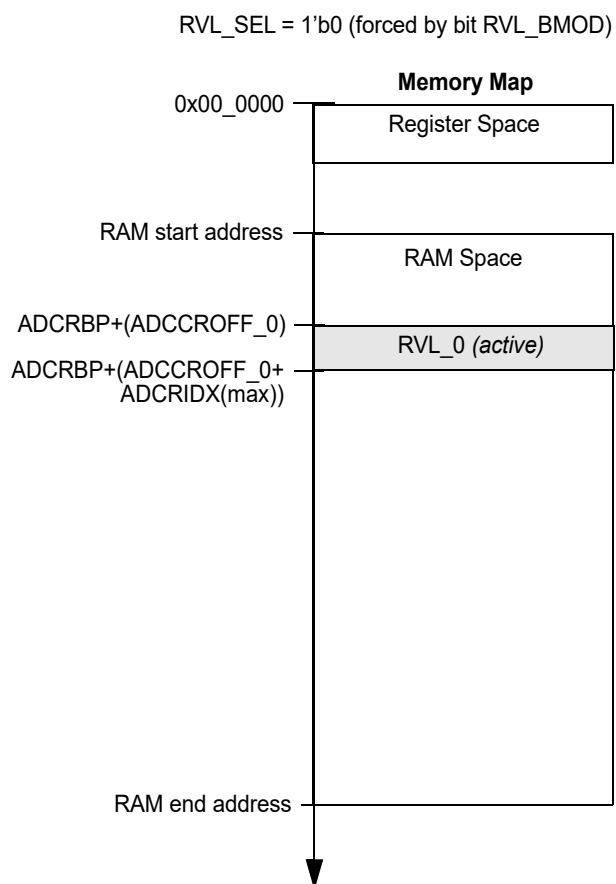 RVL_SEL = 1'b0 (forced by bit RVL_BMOD)
Memory Map
0x00_0000
Register Space
RAM start address
RAM Space
ADCRBP+(ADCCROFF_0)
RVL_0 (active)
ADCRBP+(ADCCROFF_0+
ADCRIDX(max))
RAM end address